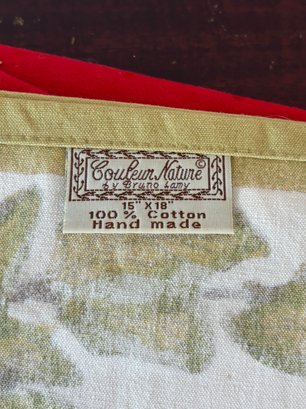 Couleur Nature©
by Bruno Lamy
15" X 18"
100 % Cotton
Hand made